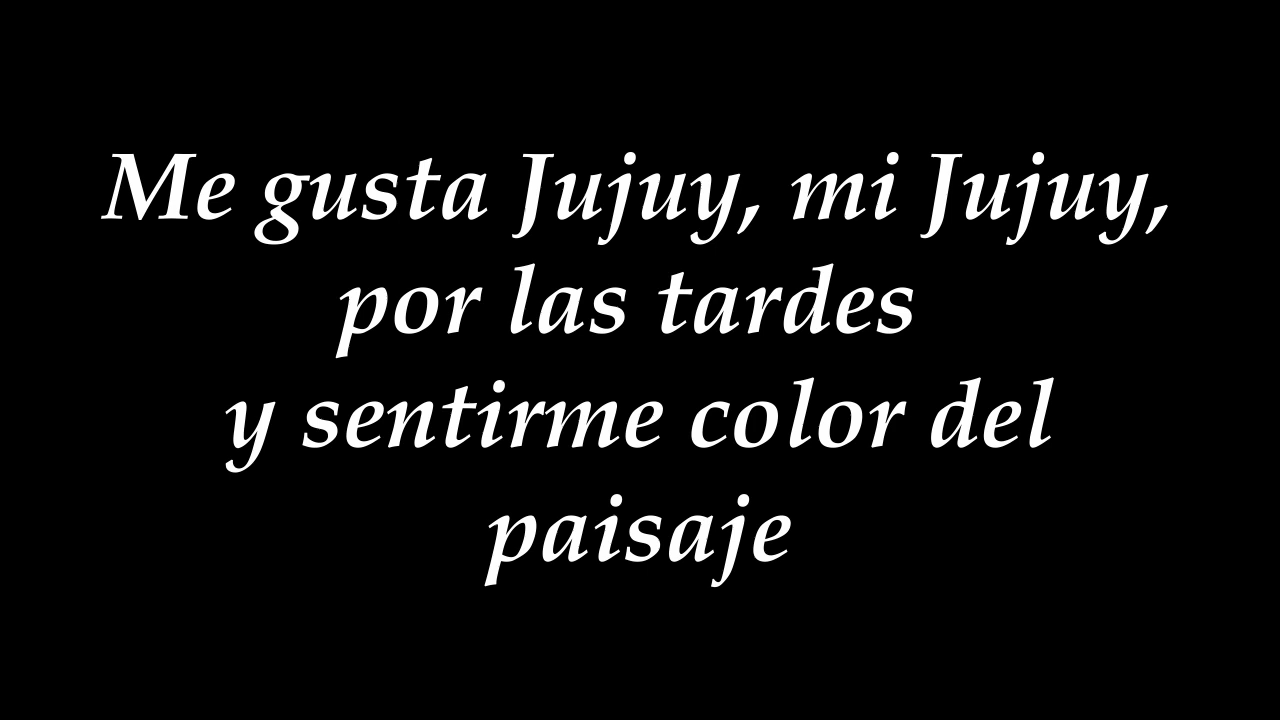 Me gusta Jujuy, mi Jujuy,
por las tardes
y sentirme color del
paisaje